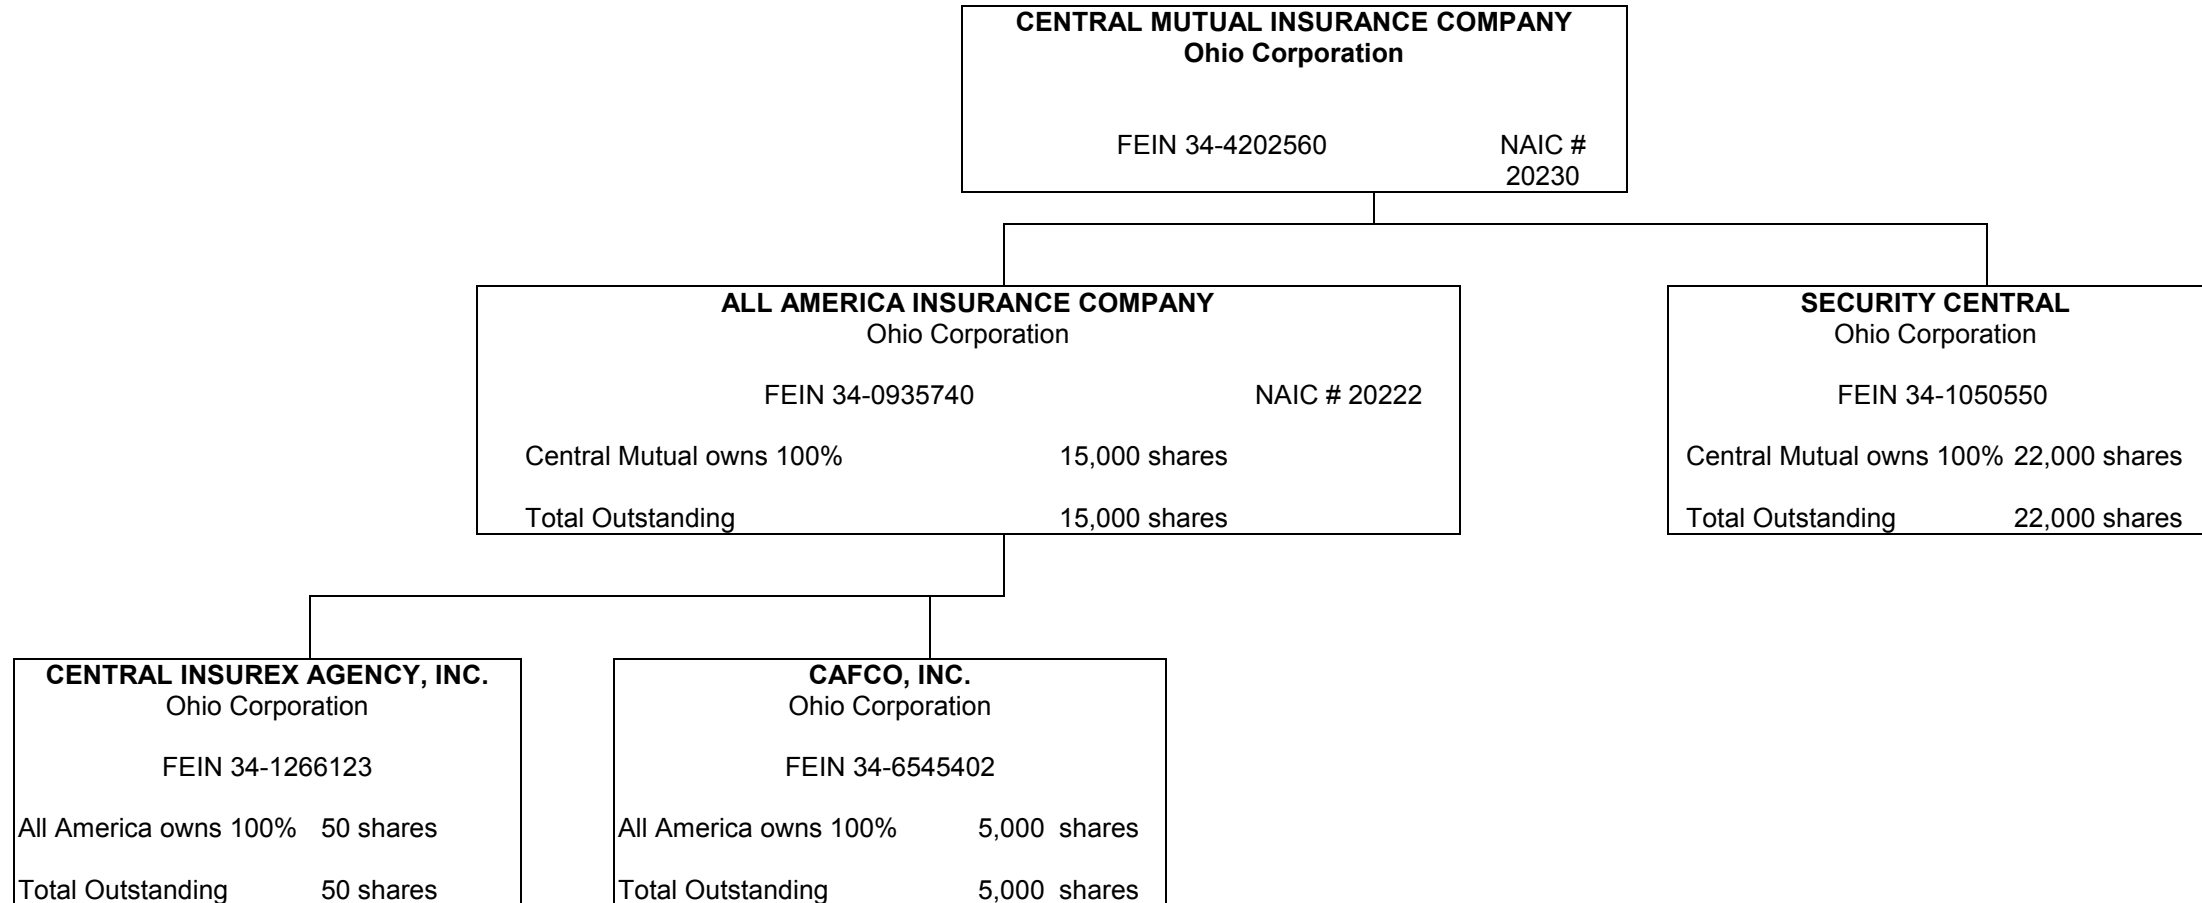 CENTRAL MUTUAL INSURANCE COMPANY
Ohio Corporation
FEIN 34-4202560 NAIC #
20230
ALL AMERICA INSURANCE COMPANY
Ohio Corporation
FEIN 34-0935740 NAIC # 20222
Central Mutual owns 100% 15,000 shares
Total Outstanding 15,000 shares
SECURITY CENTRAL
Ohio Corporation
FEIN 34-1050550
Central Mutual owns 100% 22,000 shares
Total Outstanding 22,000 shares
CENTRAL INSUREX AGENCY, INC.
Ohio Corporation
FEIN 34-1266123
All America owns 100% 50 shares
Total Outstanding 50 shares
CAFCO, INC.
Ohio Corporation
FEIN 34-6545402
All America owns 100% 5,000 shares
Total Outstanding 5,000 shares